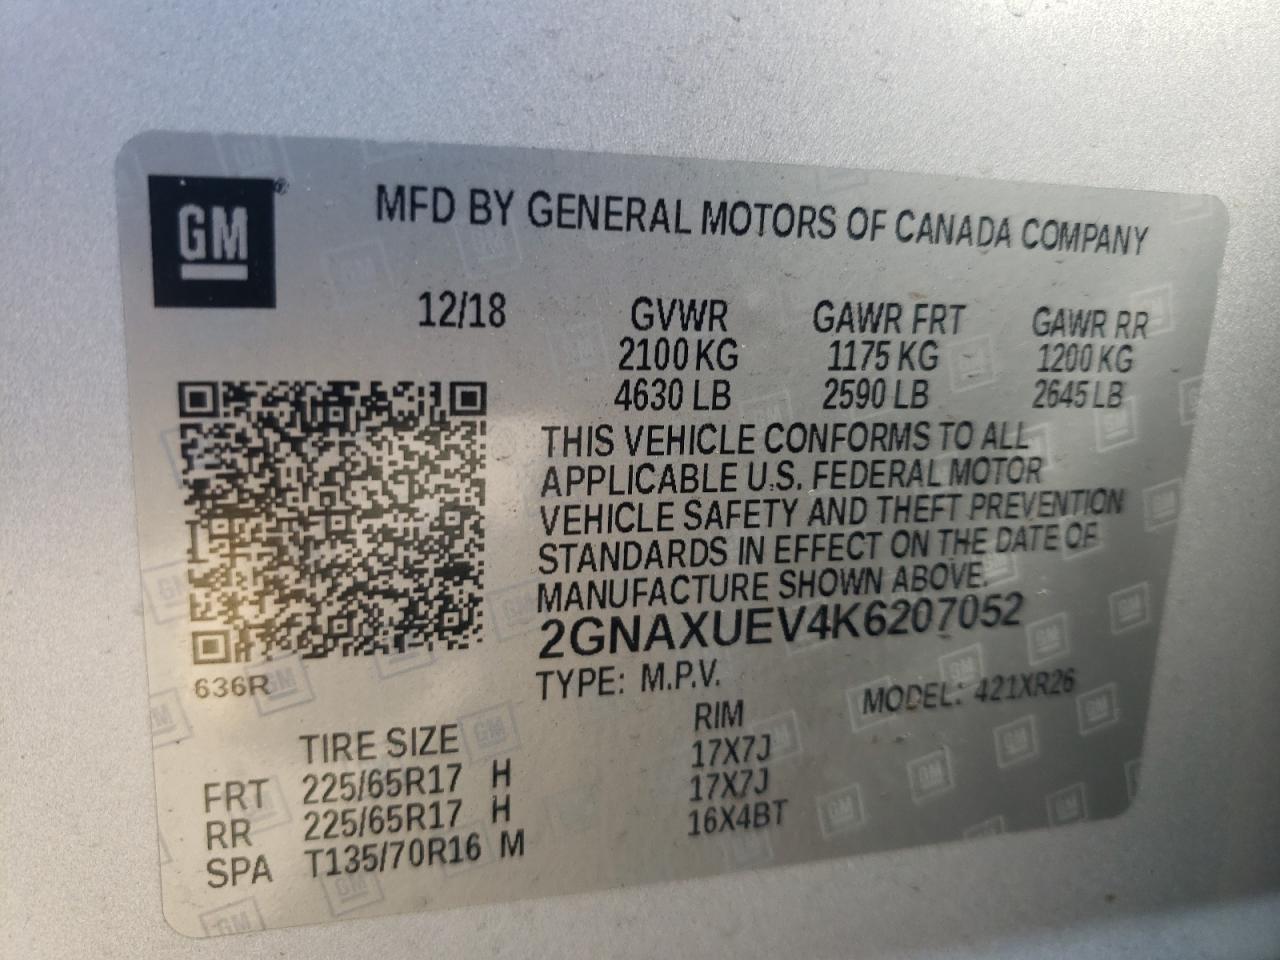 GM®
MFD BY GENERAL MOTORS OF CANADA COMPANY
12/18 GVWR GAWR FRT GAWR RR
2100 KG 1175 KG 1200 KG
4630 LB 2590 LB 2645 LB
THIS VEHICLE CONFORMS TO ALL
APPLICABLE U.S. FEDERAL MOTOR
VEHICLE SAFETY AND THEFT PREVENTION
STANDARDS IN EFFECT ON THE DATE OF
MANUFACTURE SHOWN ABOVE.
2GNAXUEV4K6207052
636R TYPE: M.P.V. MODEL: 421XR26
TIRE SIZE RIM
FRT 225/65R17 H 17X7J
RR 225/65R17 H 17X7J
SPA T135/70R16 M 16X4BT